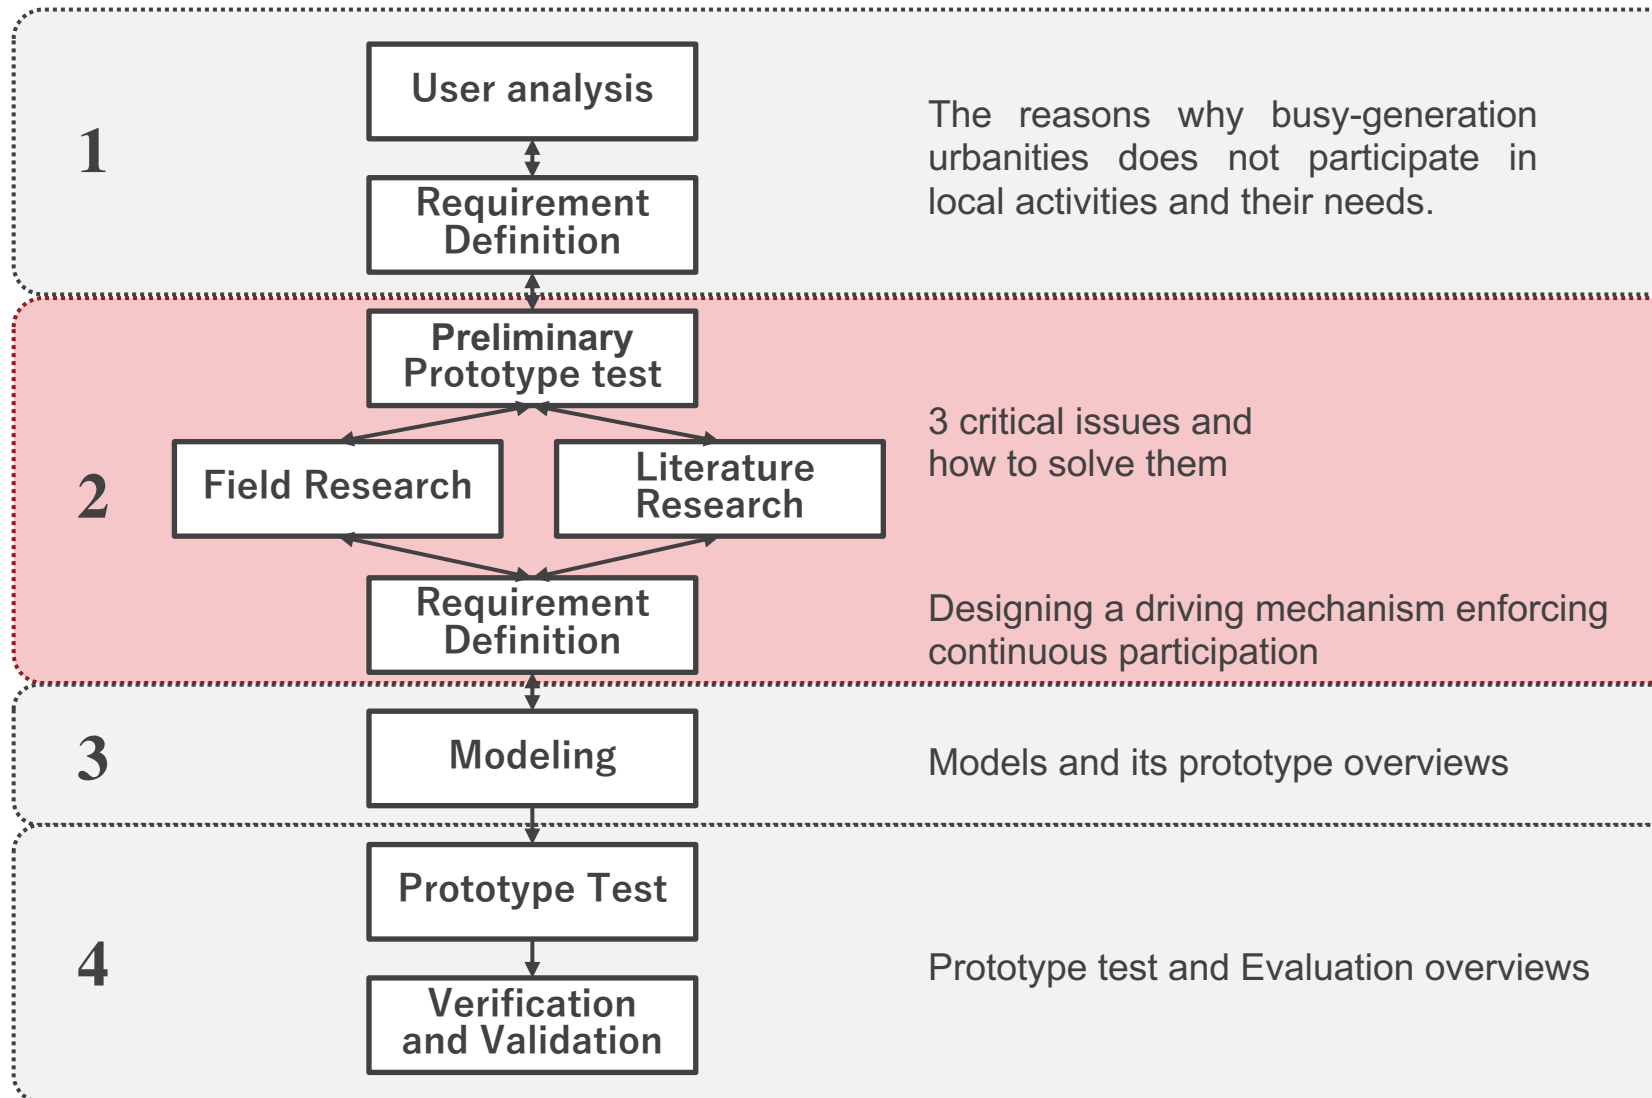 1
User analysis
Requirement
Definition
The reasons why busy-generation
urbanities does not participate in
local activities and their needs.
2
Preliminary
Prototype test
Field Research
Literature
Research
Requirement
Definition
3 critical issues and
how to solve them
Designing a driving mechanism enforcing
continuous participation
3
Modeling
Models and its prototype overviews
4
Prototype Test
Verification
and Validation
Prototype test and Evaluation overviews